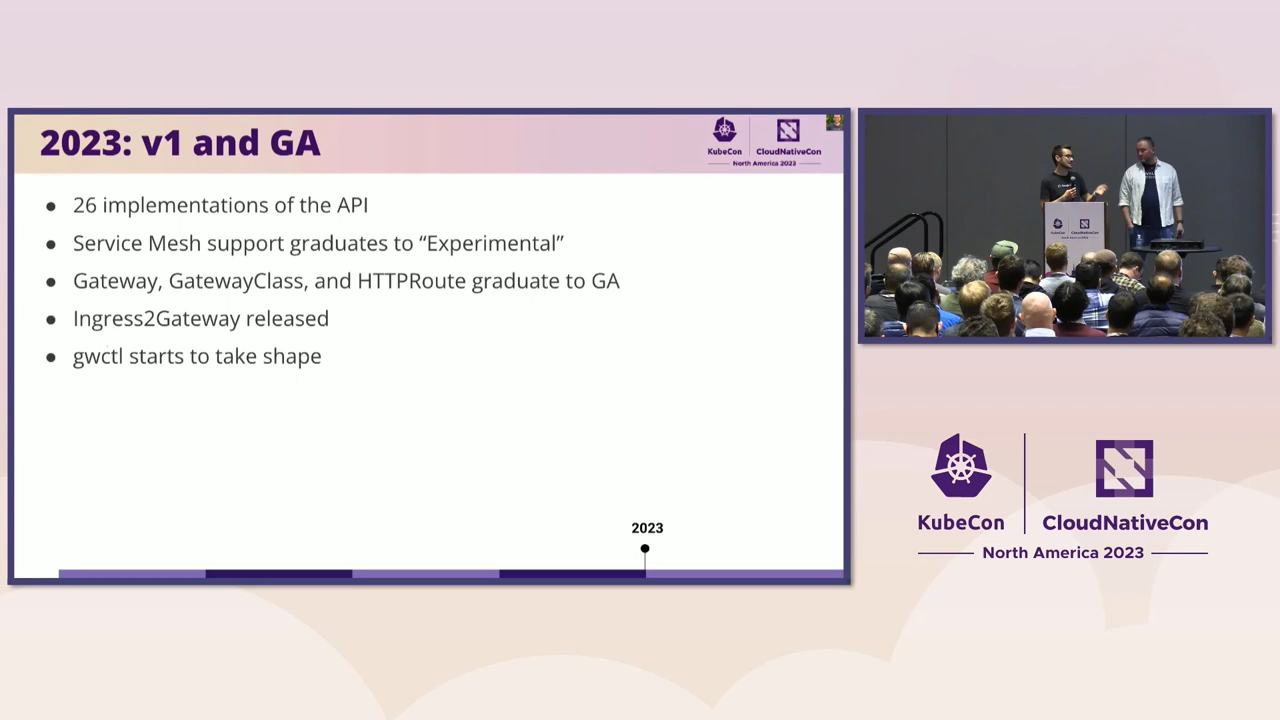 2023: v1 and GA
KubeCon
CloudNativeCon
North America 2023
● 26 implementations of the API
● Service Mesh support graduates to “Experimental”
● Gateway, GatewayClass, and HTTPRoute graduate to GA
● Ingress2Gateway released
● gwctl starts to take shape
2023
KubeCon
CloudNativeCon
North America 2023